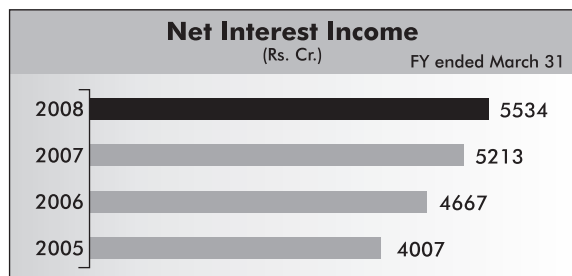 Net Interest Income
(Rs. Cr.)
FY ended March 31
2008 5534
2007 5213
2006 4667
2005 4007